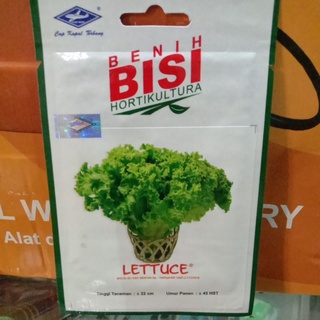 Cap Kapal Terbang
BENIH
BISI
HORTIKULTURA
L W
RY
Alat d
LETTUCE
Tinggi Tanaman : ± 22 cm
Umur Panen : ± 45 HST